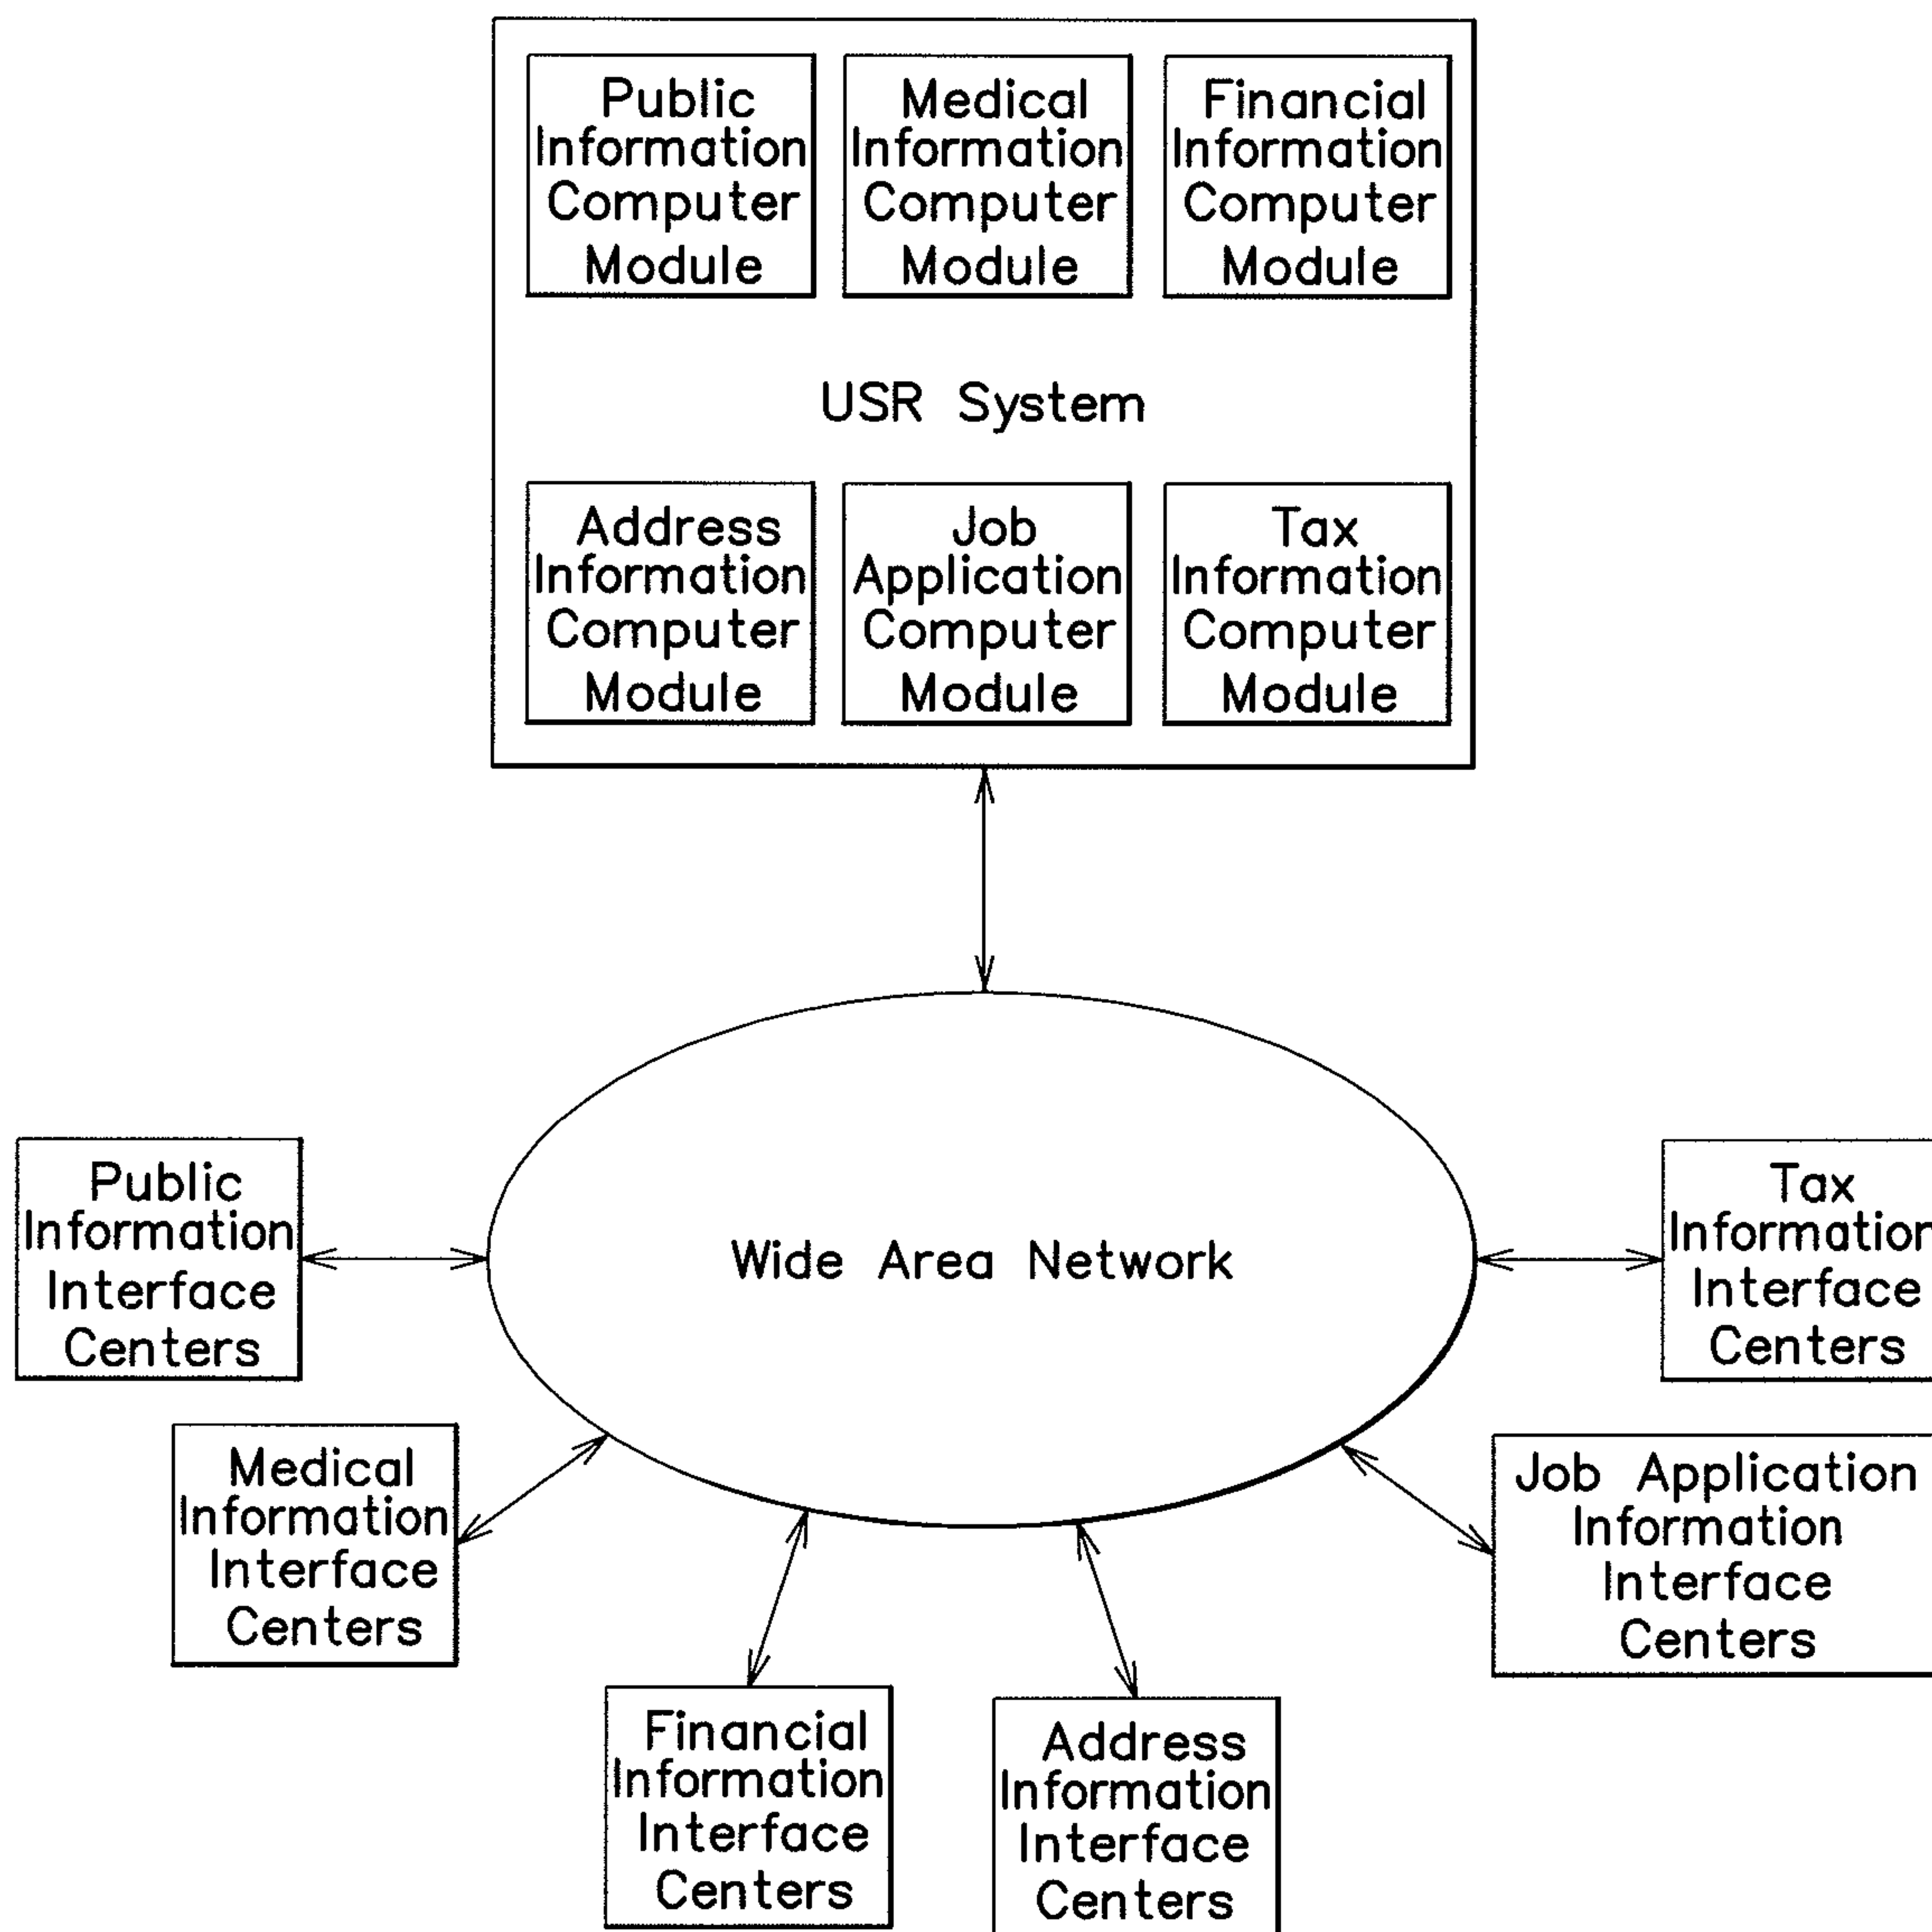 Public
Information
Computer
Module
Medical
Information
Computer
Module
Financial
Information
Computer
Module
USR System
Address
Information
Computer
Module
Job
Application
Computer
Module
Tax
Information
Computer
Module
Wide Area Network
Public
Information
Interface
Centers
Tax
Information
Interface
Centers
Medical
Information
Interface
Centers
Job Application
Information
Interface
Centers
Financial
Information
Interface
Centers
Address
Information
Interface
Centers